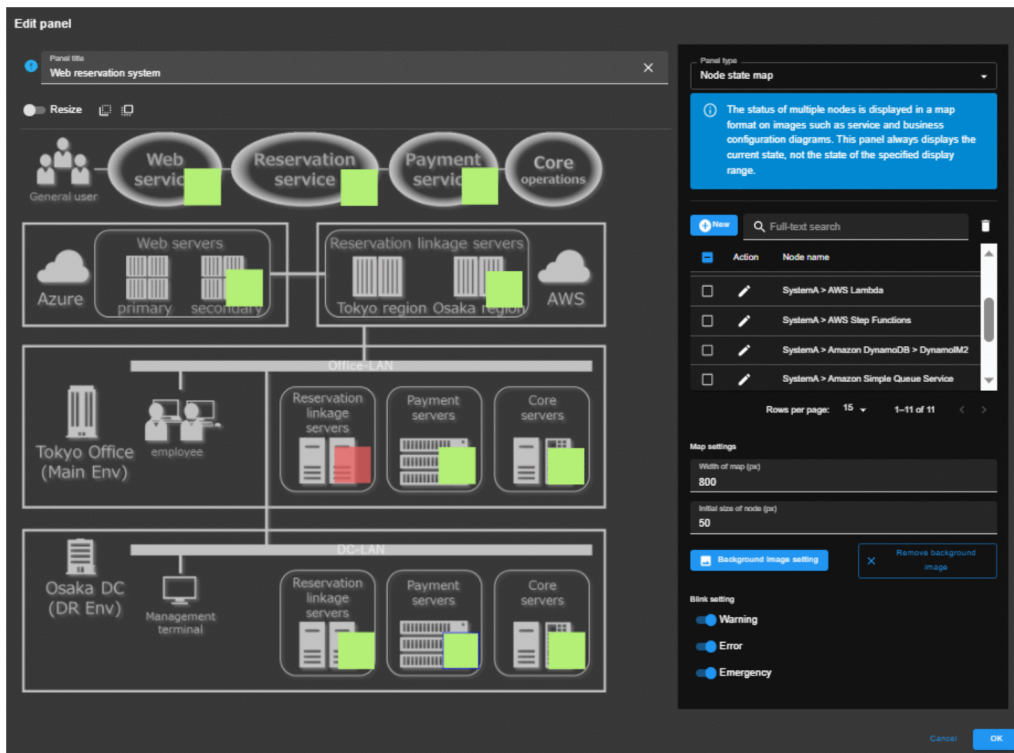 Edit panel
Panel title
Web reservation system
Resize
General user
Web
service
Reservation
service
Payment
service
Core
operations
Azure
Web servers
primary
secondary
Reservation linkage servers
Tokyo region
Osaka region
AWS
Office-LAN
Tokyo Office
(Main Env)
employee
Reservation
linkage
servers
Payment
servers
Core
servers
DC-LAN
Osaka DC
(DR Env)
Management
terminal
Reservation
linkage
servers
Payment
servers
Core
servers
Panel type
Node state map
The status of multiple nodes is displayed in a map
format on images such as service and business
configuration diagrams. This panel always displays the
current state, not the state of the specified display
range.
New
Full-text search
Action
Node name
SystemA > AWS Lambda
SystemA > AWS Step Functions
SystemA > Amazon DynamoDB > DynamoIM2
SystemA > Amazon Simple Queue Service
Rows per page: 15
1–11 of 11
Map settings
Width of map (px)
800
Initial size of node (px)
50
Background image setting
Remove background
image
Blink setting
Warning
Error
Emergency
Cancel
OK